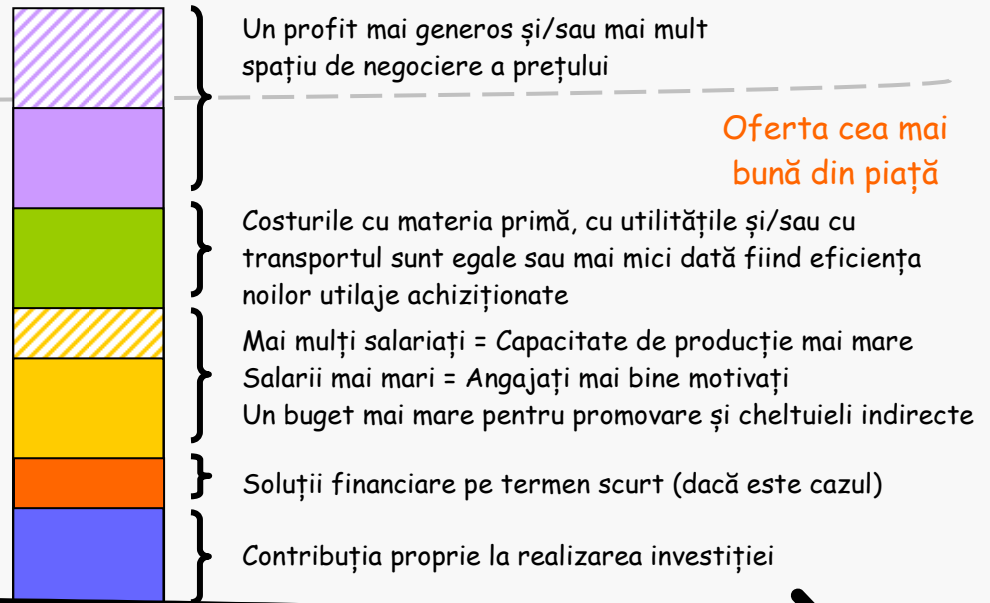 Un profit mai generos și/sau mai mult
spațiu de negociere a prețului
Oferta cea mai
bună din piață
Costurile cu materia primă, cu utilitățile și/sau cu
transportul sunt egale sau mai mici dată fiind eficiența
noilor utilaje achiziționate
Mai mulți salariați = Capacitate de producție mai mare
Salarii mai mari = Angajați mai bine motivați
Un buget mai mare pentru promovare și cheltuieli indirecte
Soluții financiare pe termen scurt (dacă este cazul)
Contribuția proprie la realizarea investiției